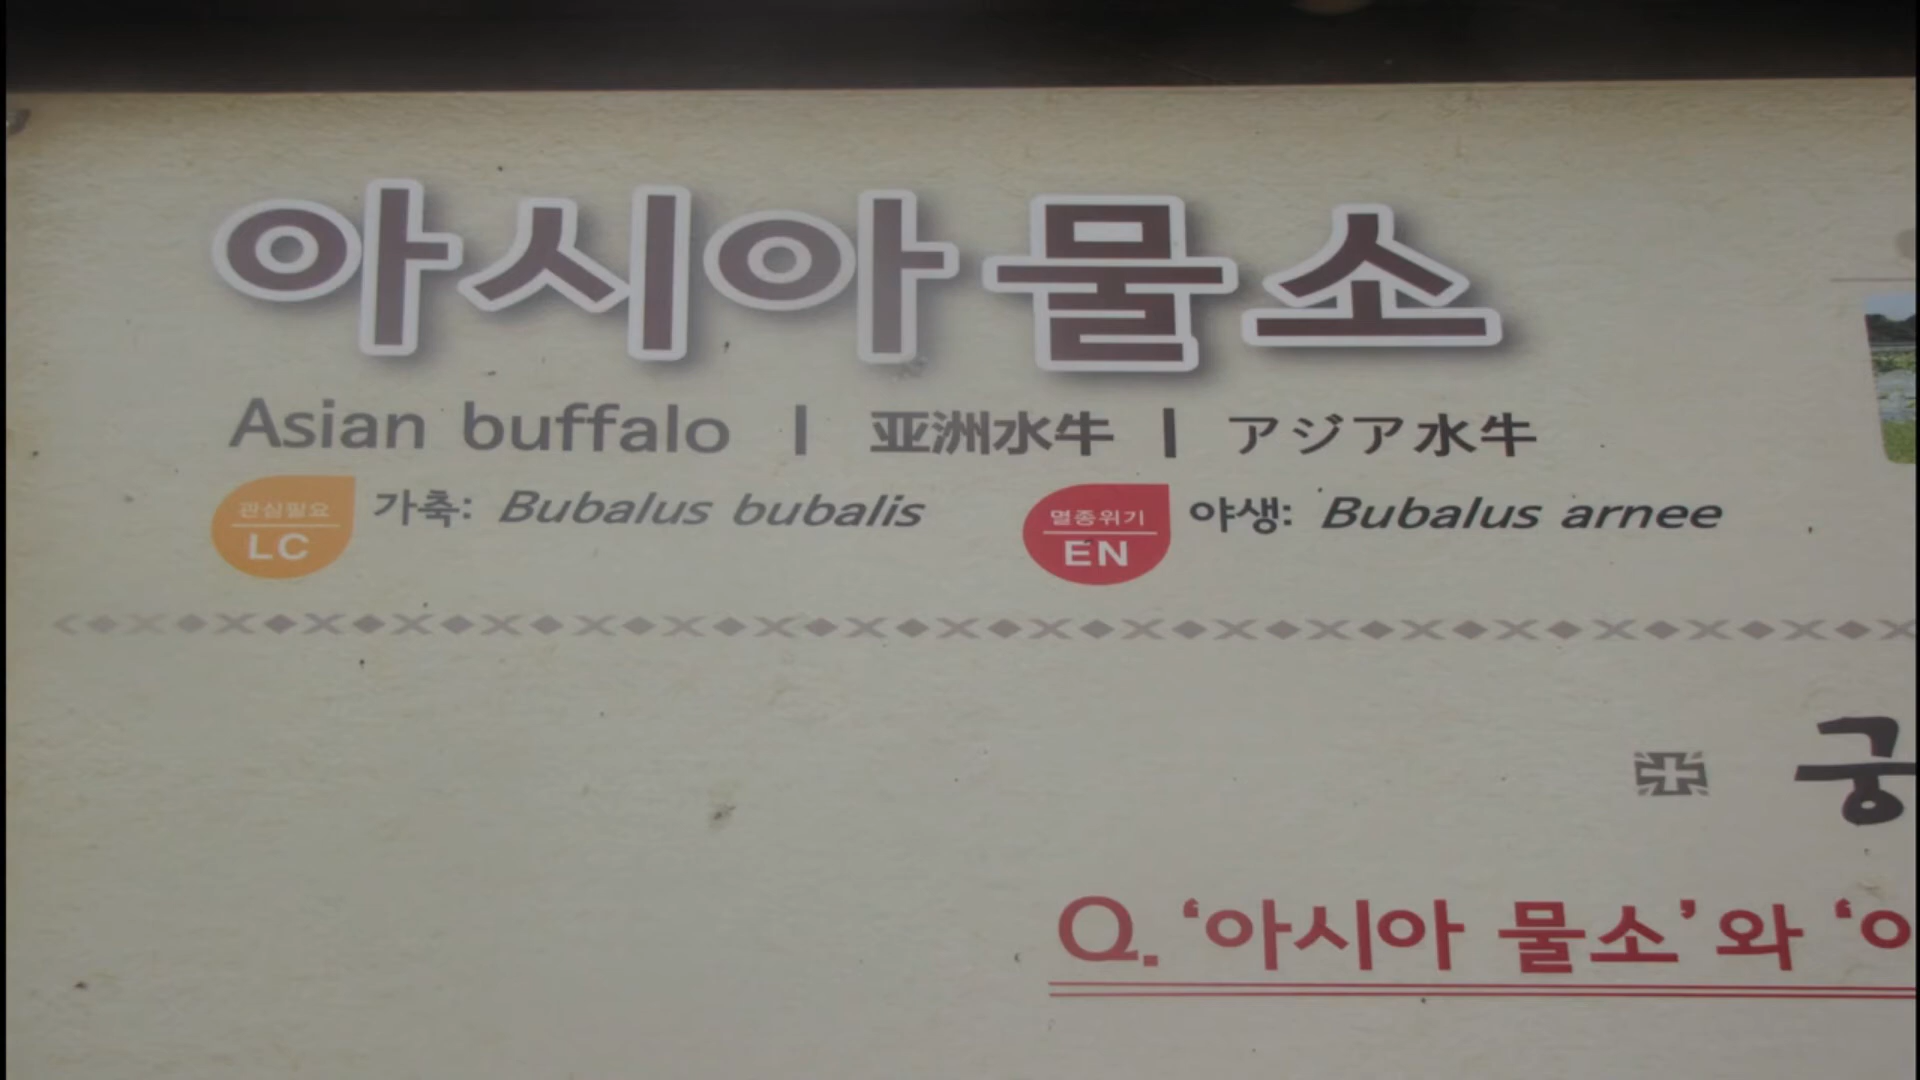 아시아물소
Asian buffalo | 亚洲水牛 | アジア水牛
관심필요
LC
가축: Bubalus bubalis
멸종위기
EN
야생: Bubalus arnee
궁
Q. ‘아시아 물소’와 ‘아